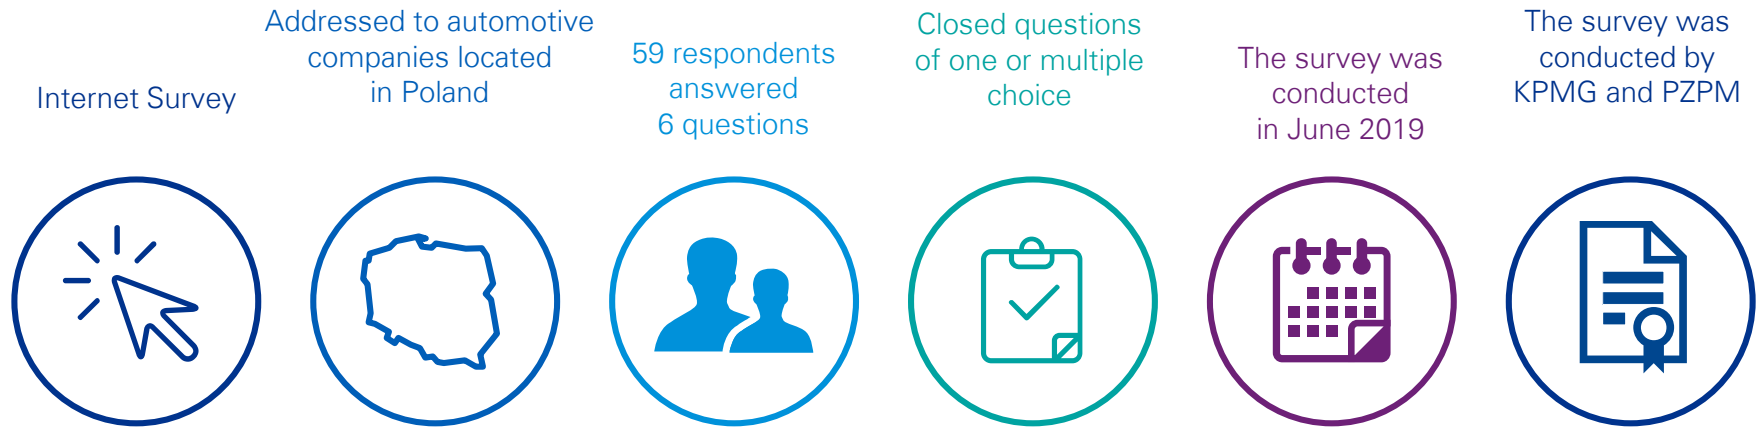 Internet Survey
Addressed to automotive
companies located
in Poland
59 respondents
answered
6 questions
Closed questions
of one or multiple
choice
The survey was
conducted
in June 2019
The survey was
conducted by
KPMG and PZPM